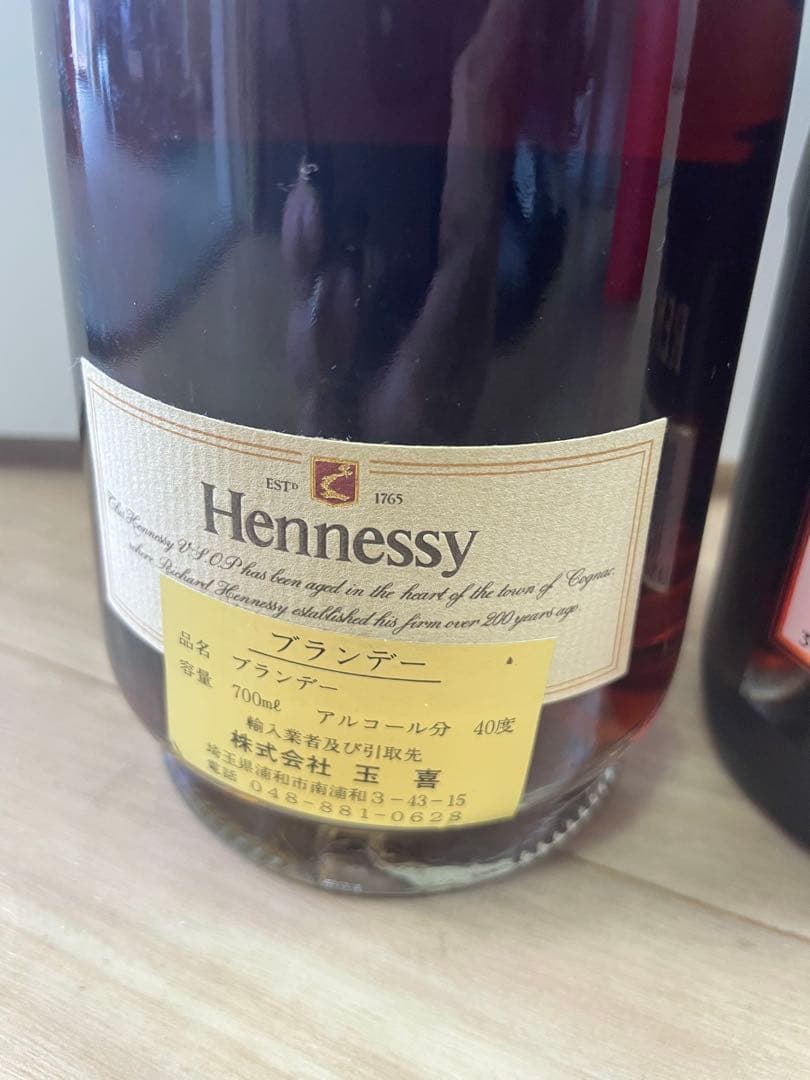 ESTD 1765
Hennessy
This Hennessy V.S.O.P has been aged in the heart of the town of Cognac,
where Richard Hennessy established his firm over 200 years ago.
ブランデー
品名 ブランデー
容量 700mℓ アルコール分 40度
輸入業者及び引取先
株式会社 玉 喜
埼玉県浦和市南浦和3-43-15
電話 048-881-0628